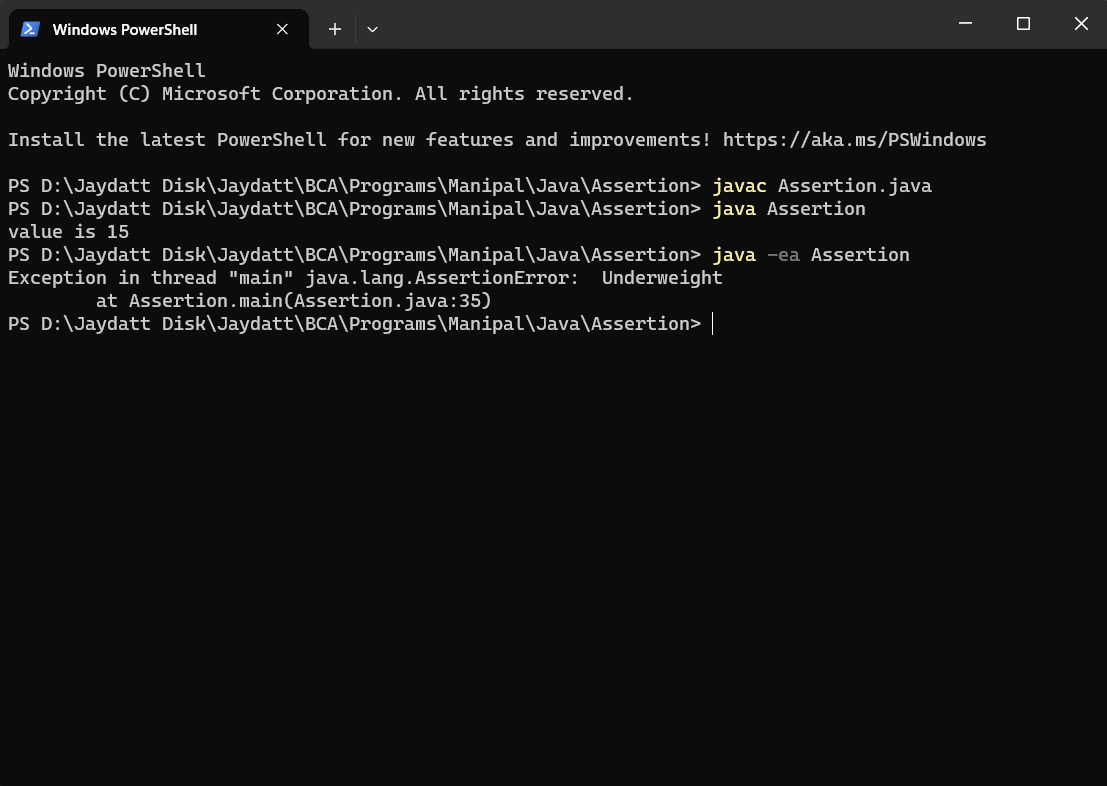 Windows PowerShell
Windows PowerShell
Copyright (C) Microsoft Corporation. All rights reserved.
Install the latest PowerShell for new features and improvements! https://aka.ms/PSWindows
PS D:\Jaydatt Disk\Jaydatt\BCA\Programs\Manipal\Java\Assertion> javac Assertion.java
PS D:\Jaydatt Disk\Jaydatt\BCA\Programs\Manipal\Java\Assertion> java Assertion
value is 15
PS D:\Jaydatt Disk\Jaydatt\BCA\Programs\Manipal\Java\Assertion> java -ea Assertion
Exception in thread "main" java.lang.AssertionError:  Underweight
        at Assertion.main(Assertion.java:35)
PS D:\Jaydatt Disk\Jaydatt\BCA\Programs\Manipal\Java\Assertion>